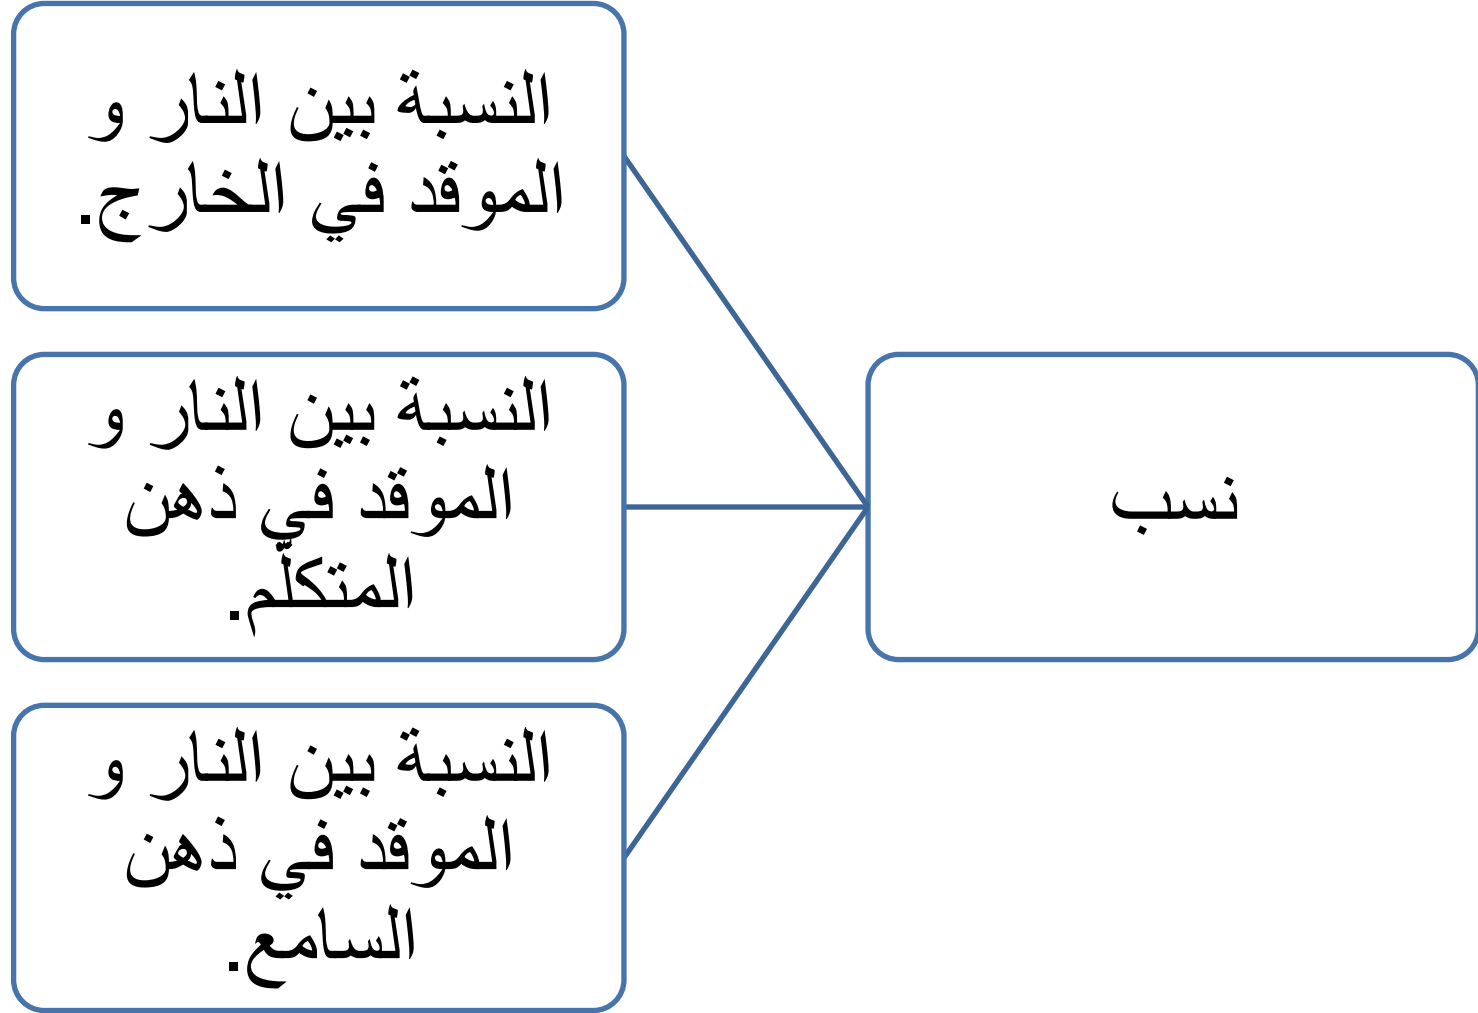 نسب
النسبة بين النار و
الموقد في الخارج.
النسبة بين النار و
الموقد في ذهن
المتكلّم.
النسبة بين النار و
الموقد في ذهن
السامع.